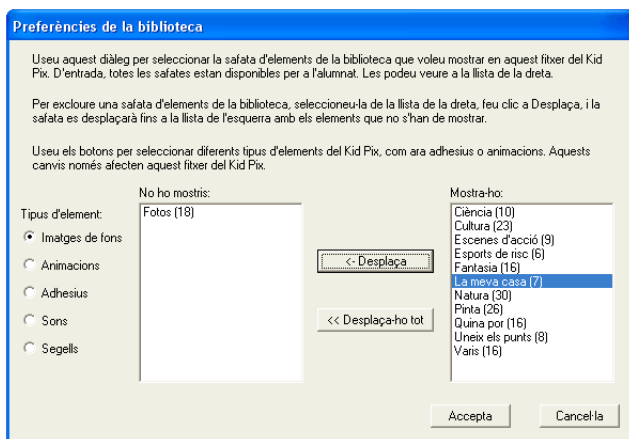 Preferències de la biblioteca
Useu aquest diàleg per seleccionar la safata d'elements de la biblioteca que voleu mostrar en aquest fitxer del Kid
Pix. D'entrada, totes les safates estan disponibles per a l'alumnat. Les podeu veure a la llista de la dreta.
Per excloure una safata d'elements de la biblioteca, seleccioneu-la de la llista de la dreta, feu clic a Desplaça, i la
safata es desplaçarà fins a la llista de l'esquerra amb els elements que no s'han de mostrar.
Useu els botons per seleccionar diferents tipus d'elements del Kid Pix, com ara adhesius o animacions. Aquests
canvis només afecten aquest fitxer del Kid Pix.
Tipus d'element:
Imatges de fons
Animacions
Adhesius
Sons
Segells
No ho mostris:
Fotos (18)
<- Desplaça
<< Desplaça-ho tot
Mostra-ho:
Ciència (10)
Cultura (23)
Escenes d'acció (9)
Esports de risc (6)
Fantasia (16)
La meva casa (7)
Natura (30)
Pinta (26)
Quina por (16)
Uneix els punts (8)
Varis (16)
Accepta
Cancel·la